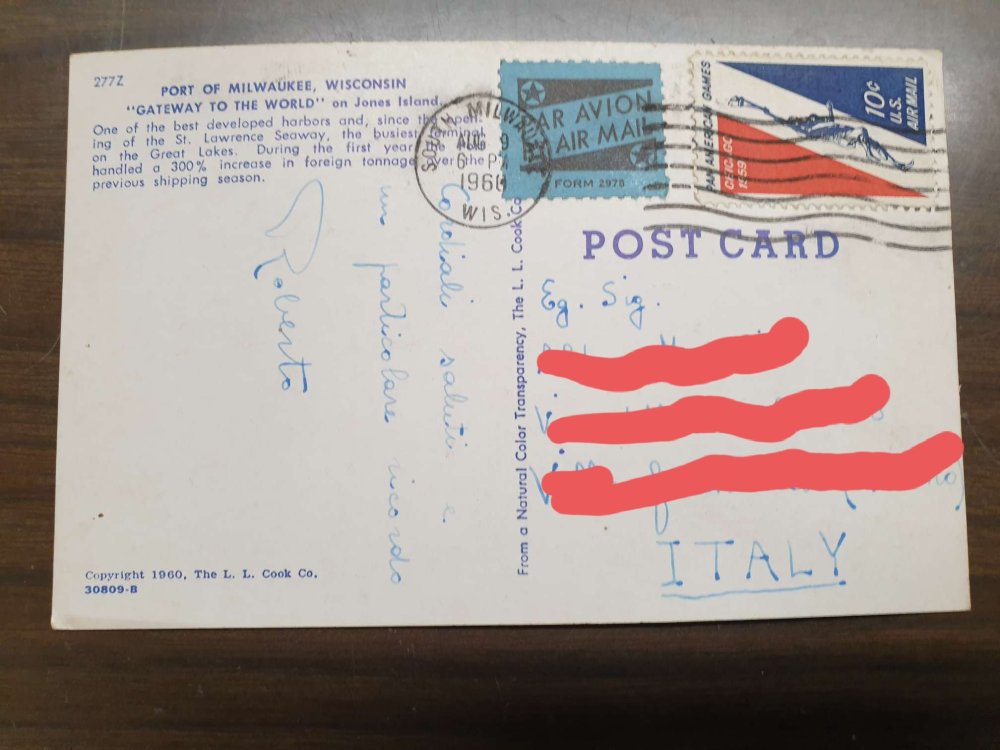 277Z
PORT OF MILWAUKEE, WISCONSIN
"GATEWAY TO THE WORLD" on Jones Island.
One of the best developed harbors and, since the
ing of the St. Lawrence Seaway, the busiest
on the Great Lakes. During the first year
handled a 300% increase in foreign tonnage over the
previous shipping season.
Cordiali saluti e
un particolare ricordo
Roberto
Copyright 1960, The L. L. Cook Co.
30809-B
From a Natural Color Transparency, The L. L. Cook Co
SOUTH MILWAUKEE
AUG 9
6 PM
1960
WIS.
PAR AVION
AIR MAIL
FORM 2978
PAN AMERICAN GAMES
CHICAGO
1959
10¢
U.S.
AIR MAIL
POST CARD
Eg. Sig.
ITALY